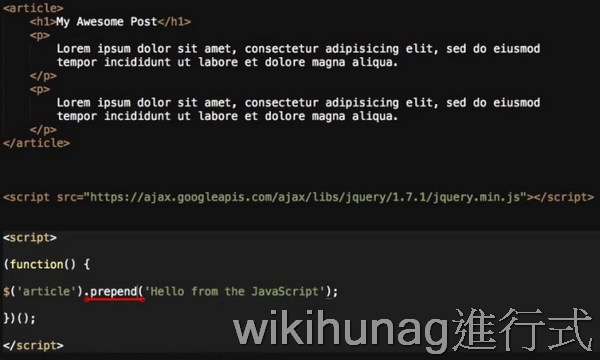 <article>
<h1>My Awesome Post</h1>
<p>
Lorem ipsum dolor sit amet, consectetur adipisicing elit, sed do eiusmod
tempor incididunt ut labore et dolore magna aliqua.
</p>
<p>
Lorem ipsum dolor sit amet, consectetur adipisicing elit, sed do eiusmod
tempor incididunt ut labore et dolore magna aliqua.
</p>
</article>
<script src="https://ajax.googleapis.com/ajax/libs/jquery/1.7.1/jquery.min.js"></script>
<script>
(function() {
$('article').prepend('Hello from the JavaScript');
})();
</script>
wikihunag進行式